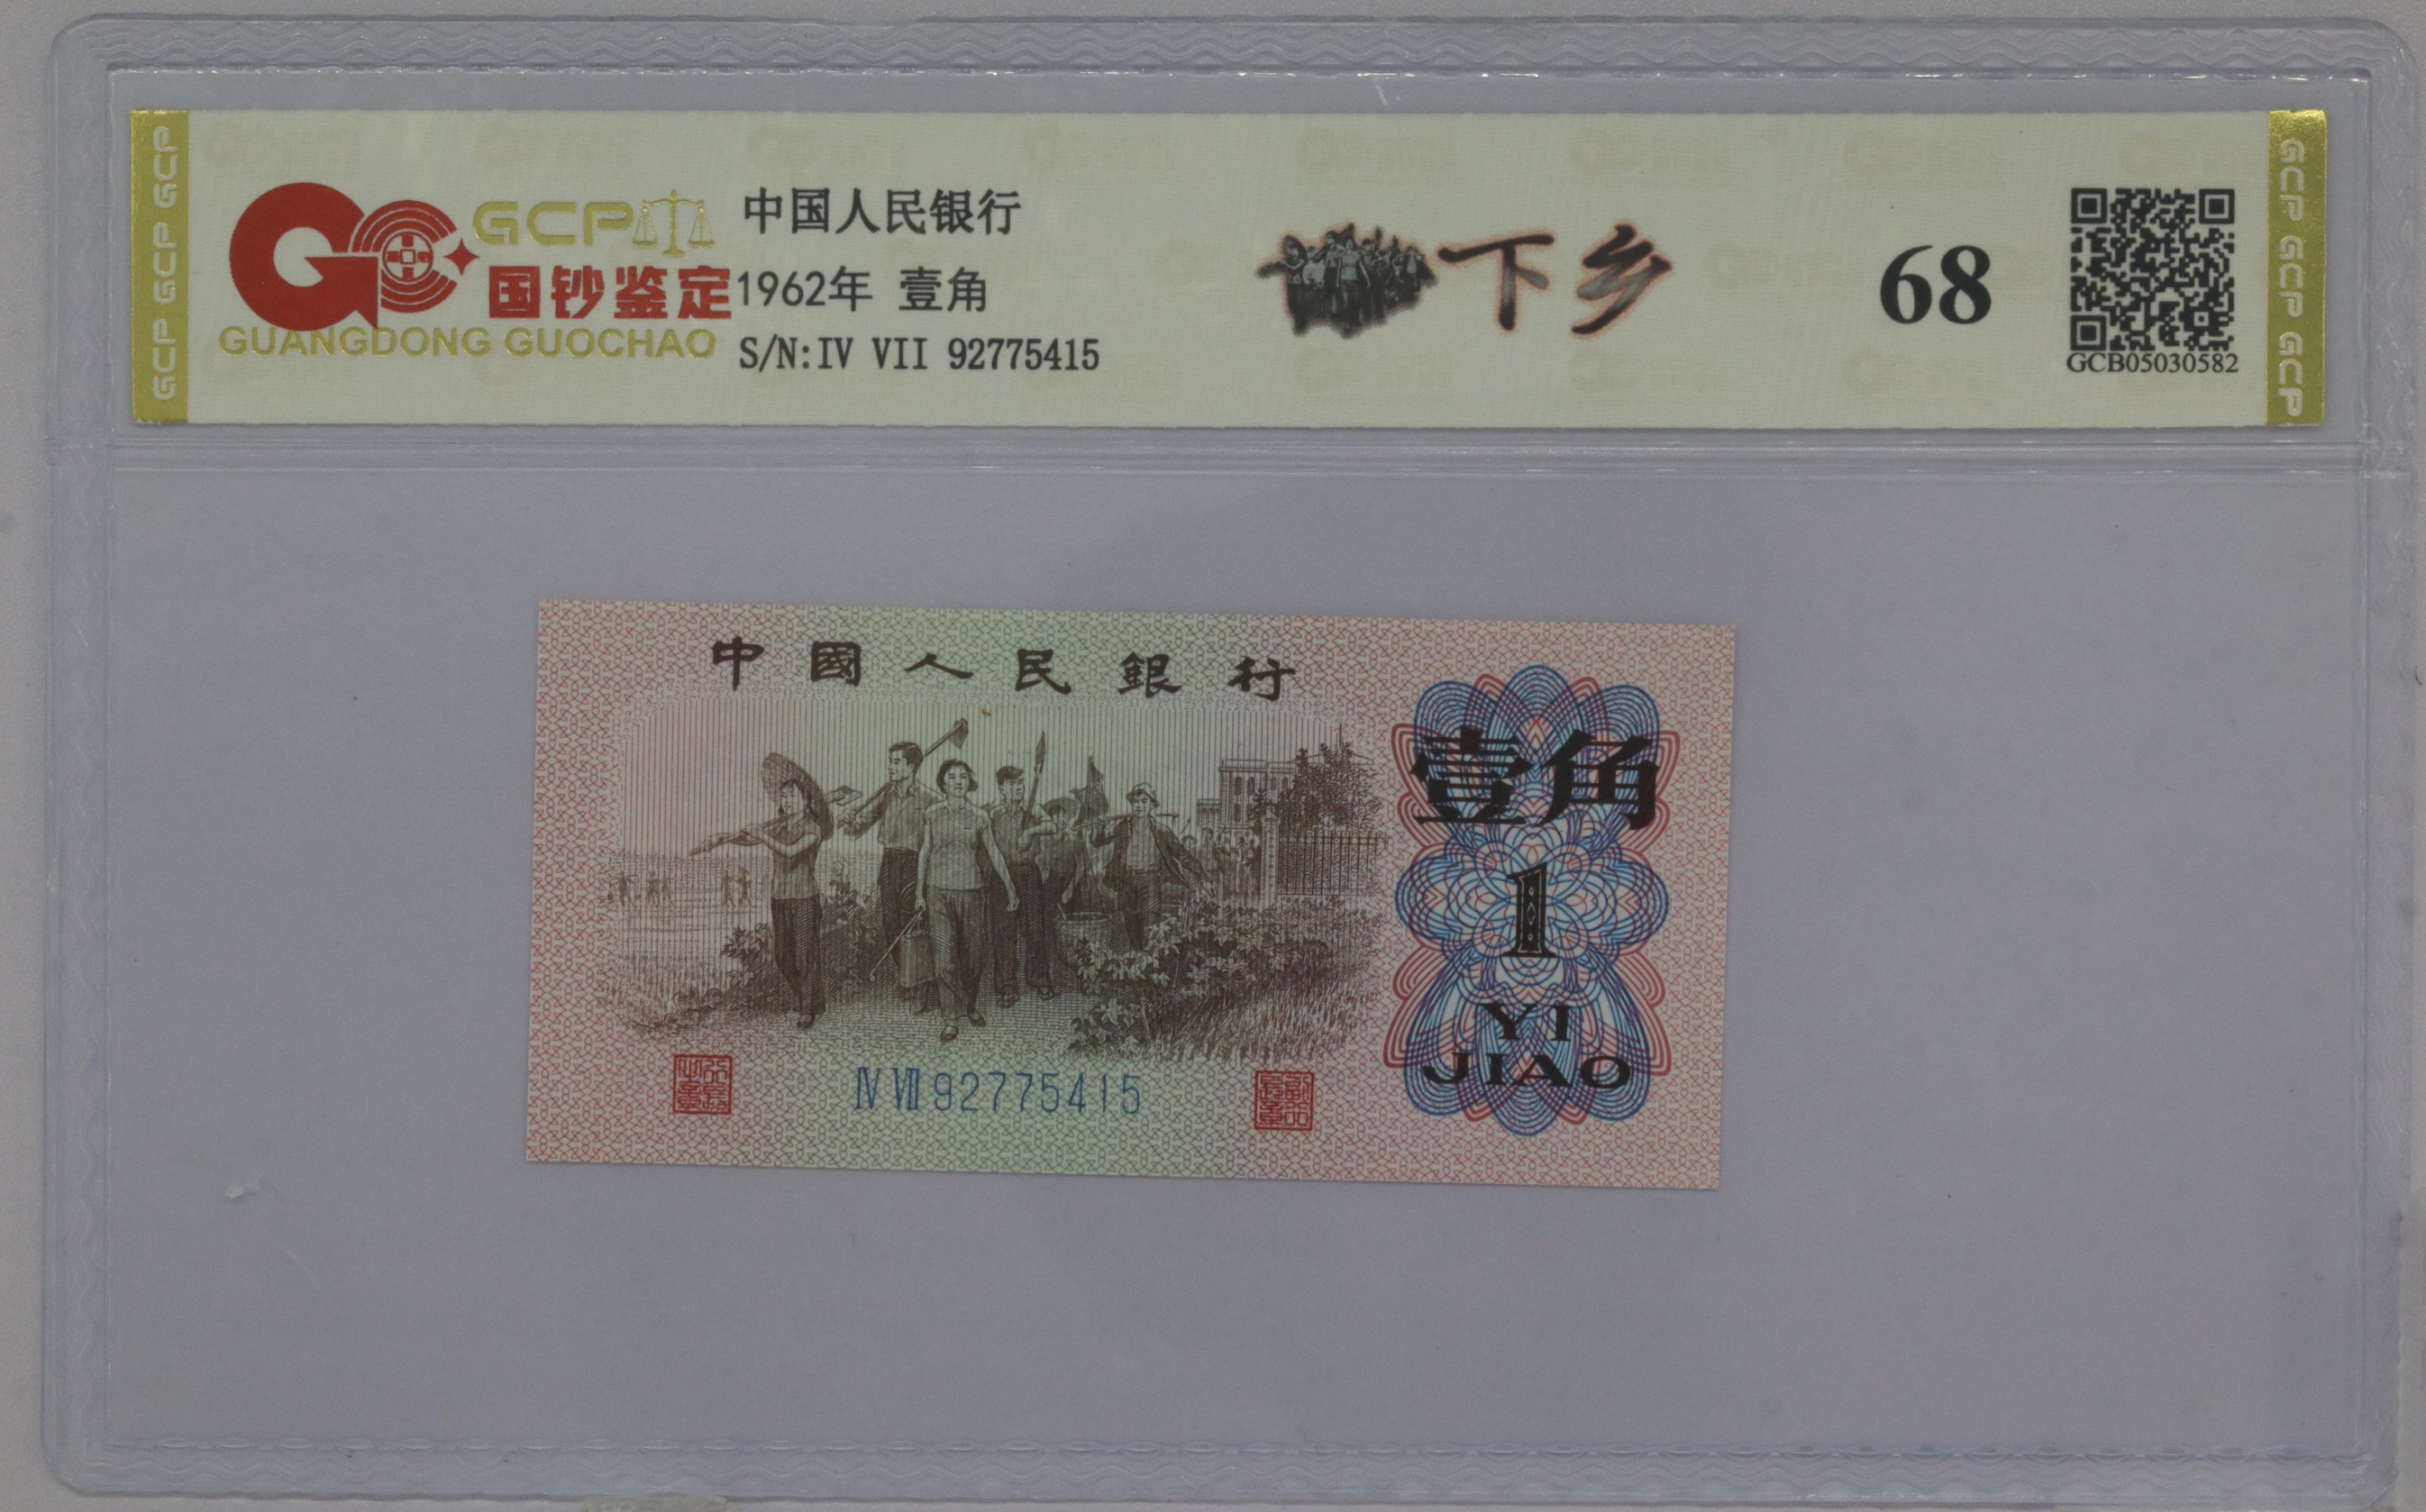 GCP GCP GCP
GCP
国钞鉴定
GUANGDONG GUOCHAO
中国人民银行
1962年 壹角
S/N:IV VII 92775415
下乡
68
GCB05030582
GCP GCP GCP
中國人民銀行
壹角
1
YI
JIAO
Ⅳ Ⅶ 92775415